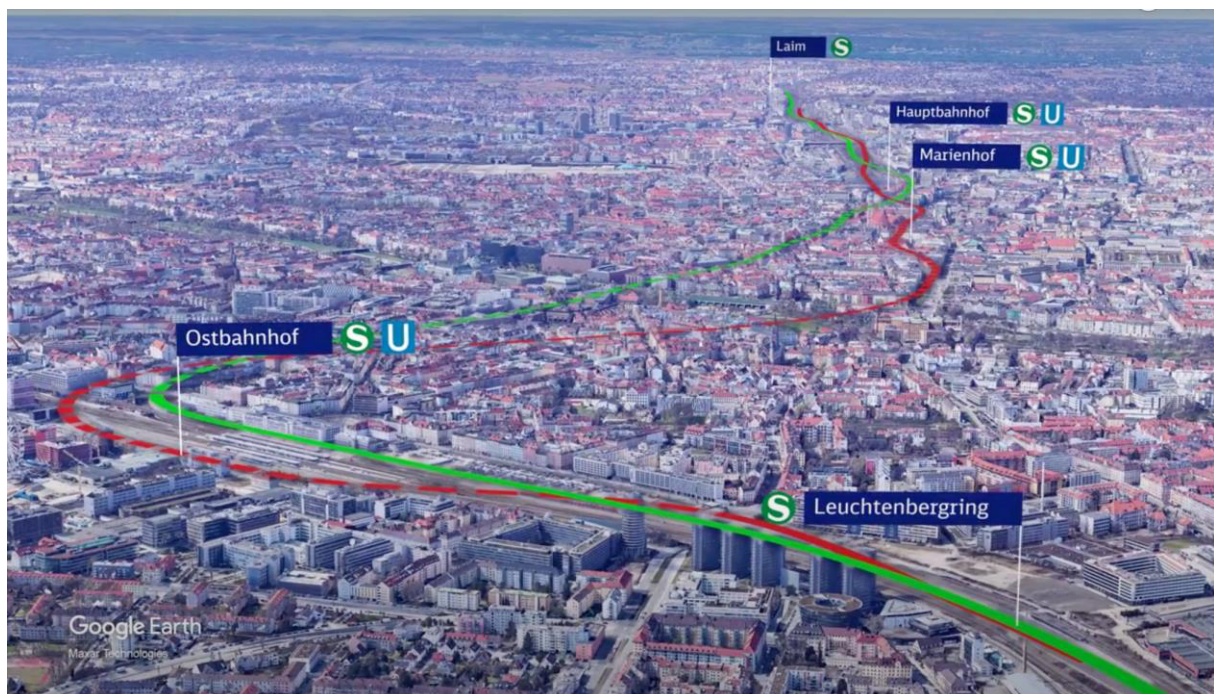 Laim S
Hauptbahnhof S U
Marienhof S U
Ostbahnhof S U
S Leuchtenbergring
Google Earth
Maxar Technologies